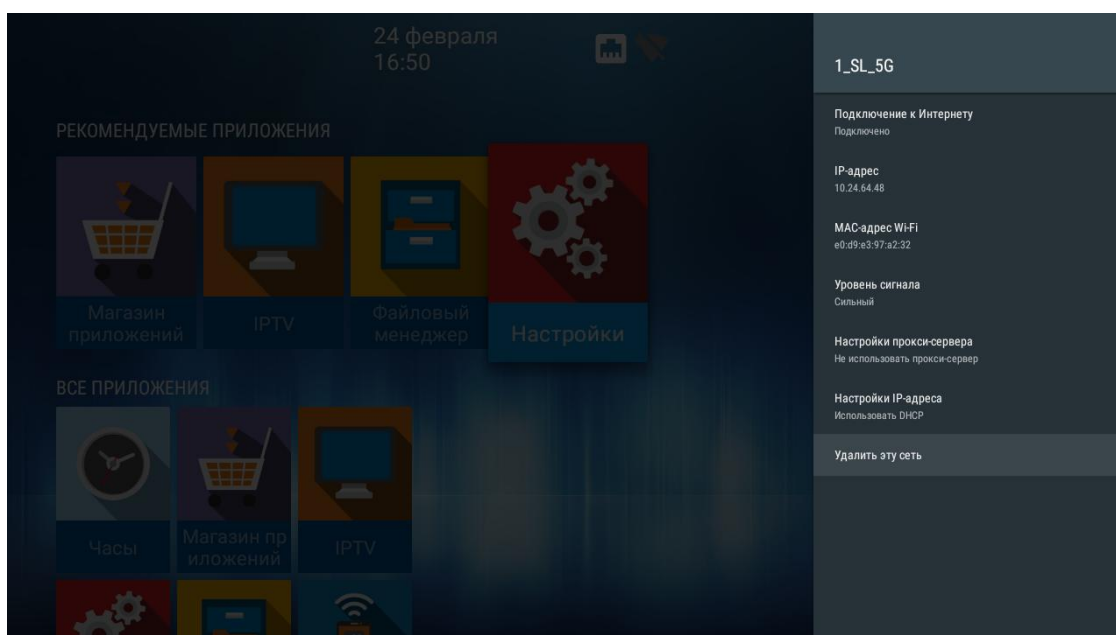 24 февраля
16:50
РЕКОМЕНДУЕМЫЕ ПРИЛОЖЕНИЯ
Магазин
приложений
IPTV
Файловый
менеджер
Настройки
ВСЕ ПРИЛОЖЕНИЯ
Часы
Магазин пр
иложений
IPTV
1_SL_5G
Подключение к Интернету
Подключено
IP-адрес
10.24.64.48
MAC-адрес Wi-Fi
e0:d9:e3:97:a2:32
Уровень сигнала
Сильный
Настройки прокси-сервера
Не использовать прокси-сервер
Настройки IP-адреса
Использовать DHCP
Удалить эту сеть